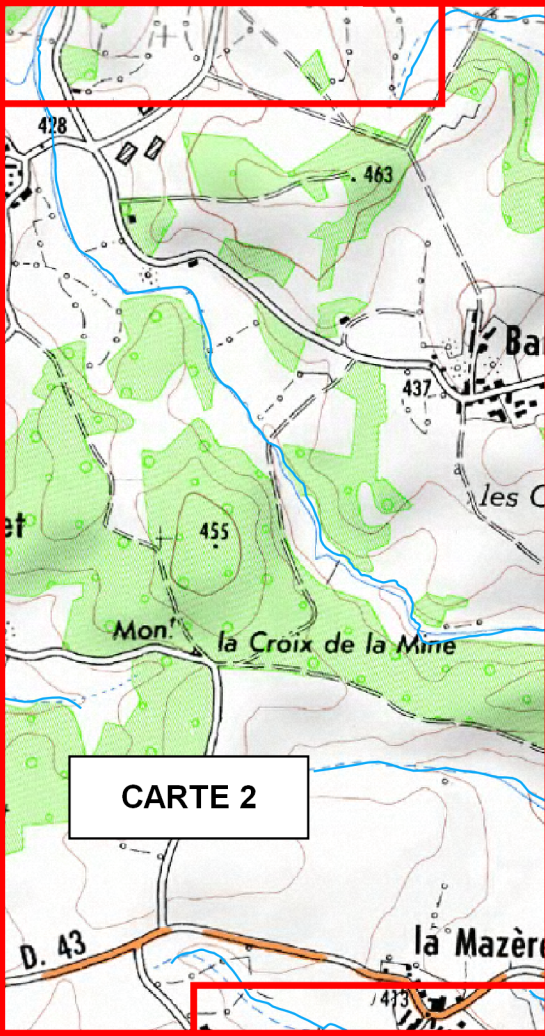 428
463
Ba
437
les C
et
455
Mon.t
la Croix de la Mine
CARTE 2
D. 43
la Mazère
413